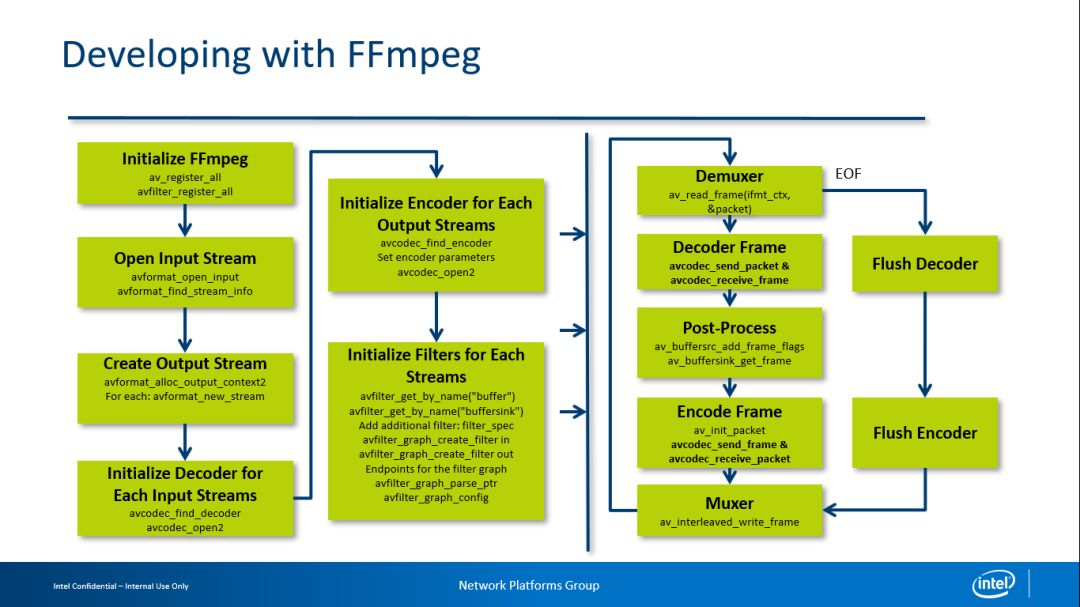 Developing with FFmpeg
Initialize FFmpeg
av_register_all
avfilter_register_all
Open Input Stream
avformat_open_input
avformat_find_stream_info
Create Output Stream
avformat_alloc_output_context2
For each: avformat_new_stream
Initialize Decoder for
Each Input Streams
avcodec_find_decoder
avcodec_open2
Initialize Encoder for Each
Output Streams
avcodec_find_encoder
Set encoder parameters
avcodec_open2
Initialize Filters for Each
Streams
avfilter_get_by_name("buffer")
avfilter_get_by_name("buffersink")
Add additional filter: filter_spec
avfilter_graph_create_filter in
avfilter_graph_create_filter out
Endpoints for the filter graph
avfilter_graph_parse_ptr
avfilter_graph_config
Demuxer
av_read_frame(ifmt_ctx,
&packet)
EOF
Decoder Frame
avcodec_send_packet &
avcodec_receive_frame
Post-Process
av_buffersrc_add_frame_flags
av_buffersink_get_frame
Encode Frame
av_init_packet
avcodec_send_frame &
avcodec_receive_packet
Muxer
av_interleaved_write_frame
Flush Decoder
Flush Encoder
Intel Confidential – Internal Use Only
Network Platforms Group
intel